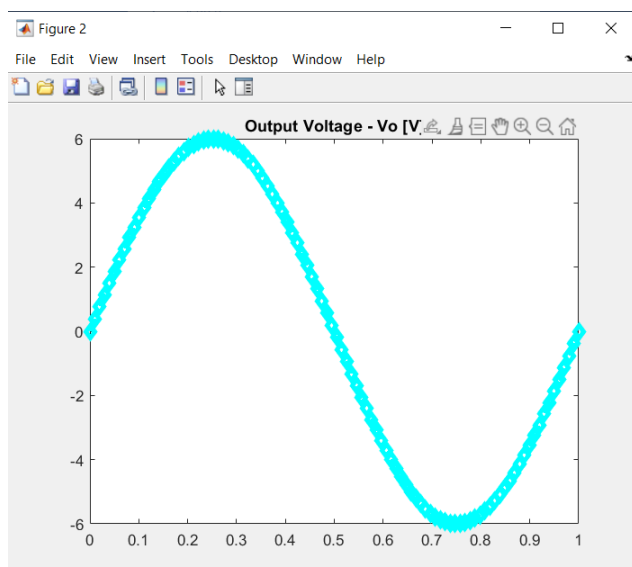 Figure 2
File Edit View Insert Tools Desktop Window Help
Output Voltage - Vo [V
6
4
2
0
-2
-4
-6
0 0.1 0.2 0.3 0.4 0.5 0.6 0.7 0.8 0.9 1